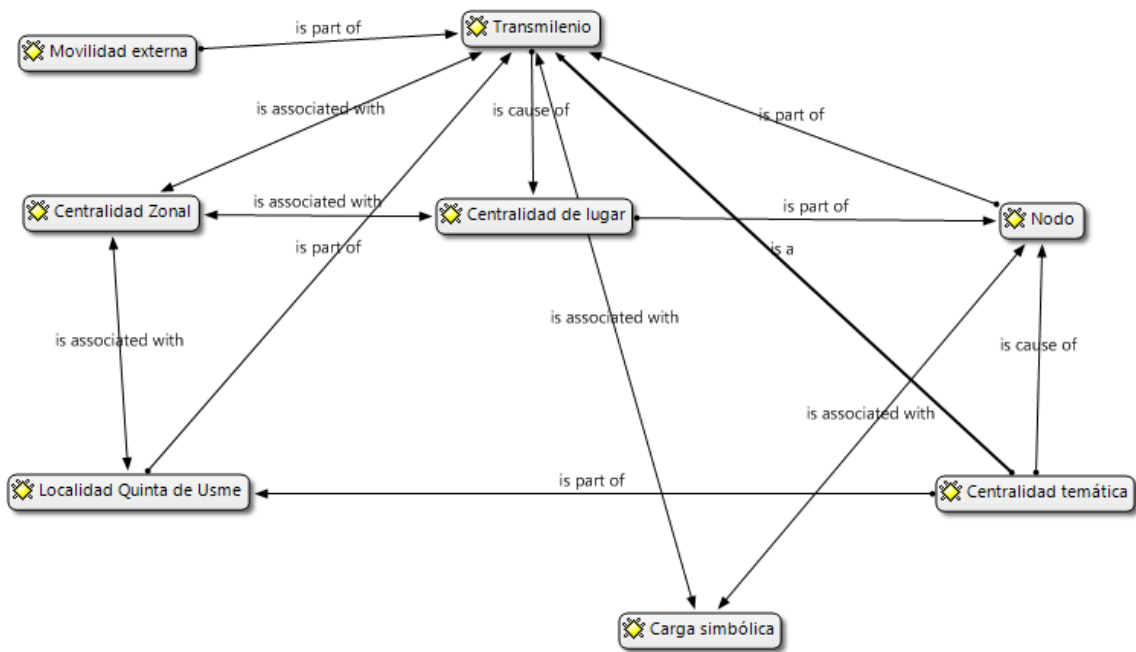 Transmilenio
is part of
Movilidad externa
is associated with
is cause of
is part of
Centralidad Zonal
is associated with
Centralidad de lugar
is part of
Nodo
is part of
is a
is associated with
is associated with
is cause of
is associated with
Localidad Quinta de Usme
is part of
Centralidad temática
Carga simbólica